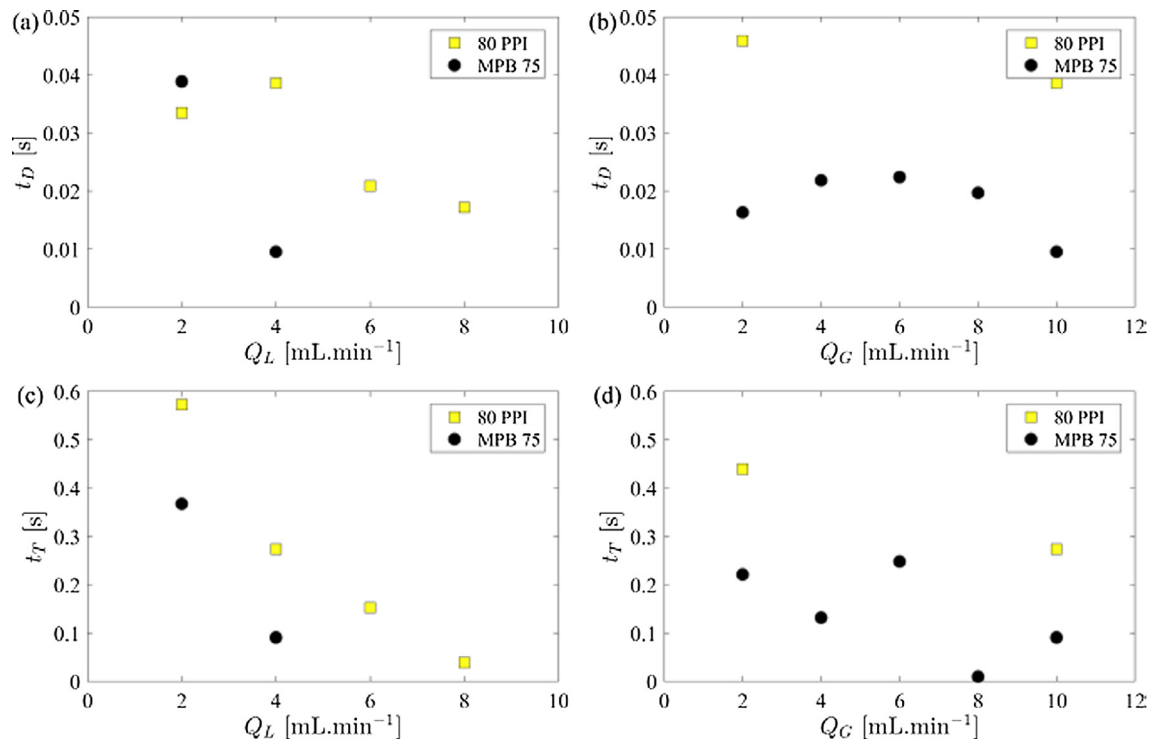 (a)
0.05
0.04
0.03
0.02
0.01
0
t_D [s]
80 PPI
MPB 75
0 2 4 6 8 10
Q_L [mL.min⁻¹]
(b)
0.05
0.04
0.03
0.02
0.01
0
t_D [s]
80 PPI
MPB 75
0 2 4 6 8 10 12
Q_G [mL.min⁻¹]
(c)
0.6
0.5
0.4
0.3
0.2
0.1
0
t_T [s]
80 PPI
MPB 75
0 2 4 6 8 10
Q_L [mL.min⁻¹]
(d)
0.6
0.5
0.4
0.3
0.2
0.1
0
t_T [s]
80 PPI
MPB 75
0 2 4 6 8 10 12
Q_G [mL.min⁻¹]